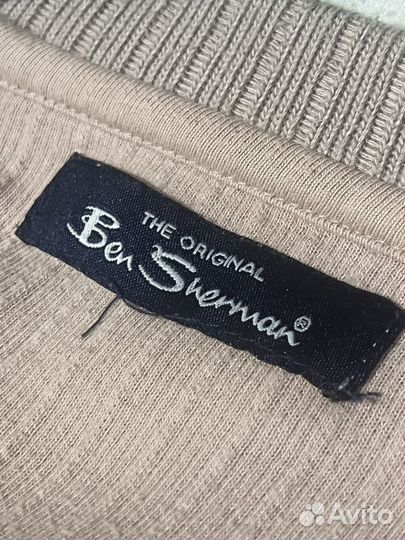 THE ORIGINAL
Ben Sherman®
Avito